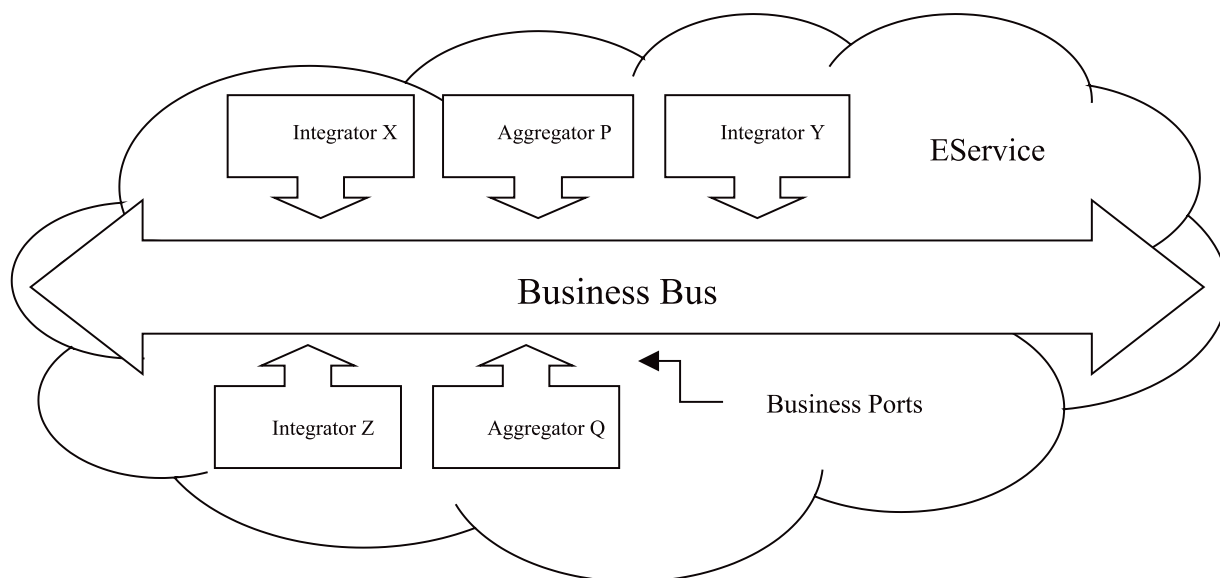 Integrator X
Aggregator P
Integrator Y
EService
Business Bus
Business Ports
Integrator Z
Aggregator Q